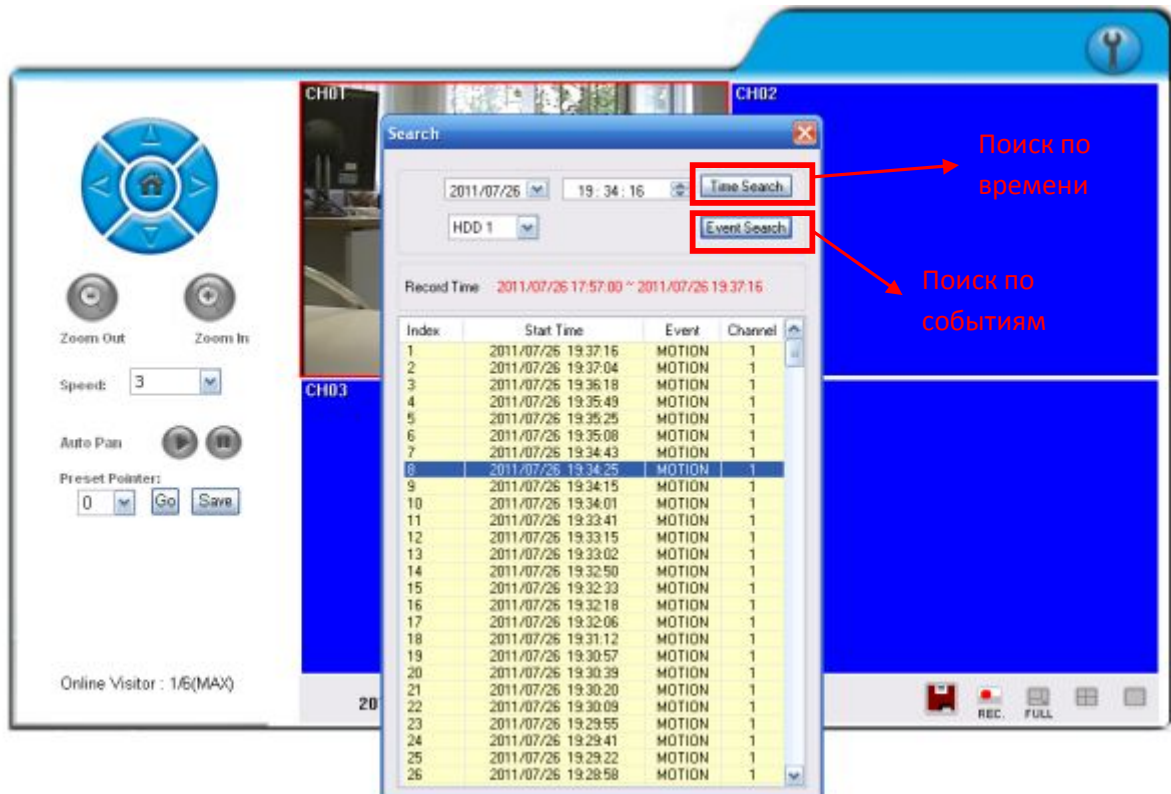 CH01
CH02
Search
2011/07/26
19 : 34 : 16
Time Search
HDD 1
Event Search
Поиск по
времени
Поиск по
событиям
Record Time 2011/07/26 17:57:00 ~ 2011/07/26 19:37:16
Index Start Time Event Channel
1 2011/07/26 19:37:16 MOTION 1
2 2011/07/26 19:37:04 MOTION 1
3 2011/07/26 19:36:18 MOTION 1
4 2011/07/26 19:35:49 MOTION 1
5 2011/07/26 19:35:25 MOTION 1
6 2011/07/26 19:35:08 MOTION 1
7 2011/07/26 19:34:43 MOTION 1
8 2011/07/26 19:34:25 MOTION 1
9 2011/07/26 19:34:15 MOTION 1
10 2011/07/26 19:34:01 MOTION 1
11 2011/07/26 19:33:41 MOTION 1
12 2011/07/26 19:33:15 MOTION 1
13 2011/07/26 19:33:02 MOTION 1
14 2011/07/26 19:32:50 MOTION 1
15 2011/07/26 19:32:33 MOTION 1
16 2011/07/26 19:32:18 MOTION 1
17 2011/07/26 19:32:06 MOTION 1
18 2011/07/26 19:31:12 MOTION 1
19 2011/07/26 19:30:57 MOTION 1
20 2011/07/26 19:30:39 MOTION 1
21 2011/07/26 19:30:20 MOTION 1
22 2011/07/26 19:30:09 MOTION 1
23 2011/07/26 19:29:55 MOTION 1
24 2011/07/26 19:29:41 MOTION 1
25 2011/07/26 19:29:22 MOTION 1
26 2011/07/26 19:28:58 MOTION 1
Zoom Out Zoom In
Speed: 3
Auto Pan
Preset Pointer:
0 Go Save
CH03
Online Visitor : 1/6(MAX)
20
REC. FULL